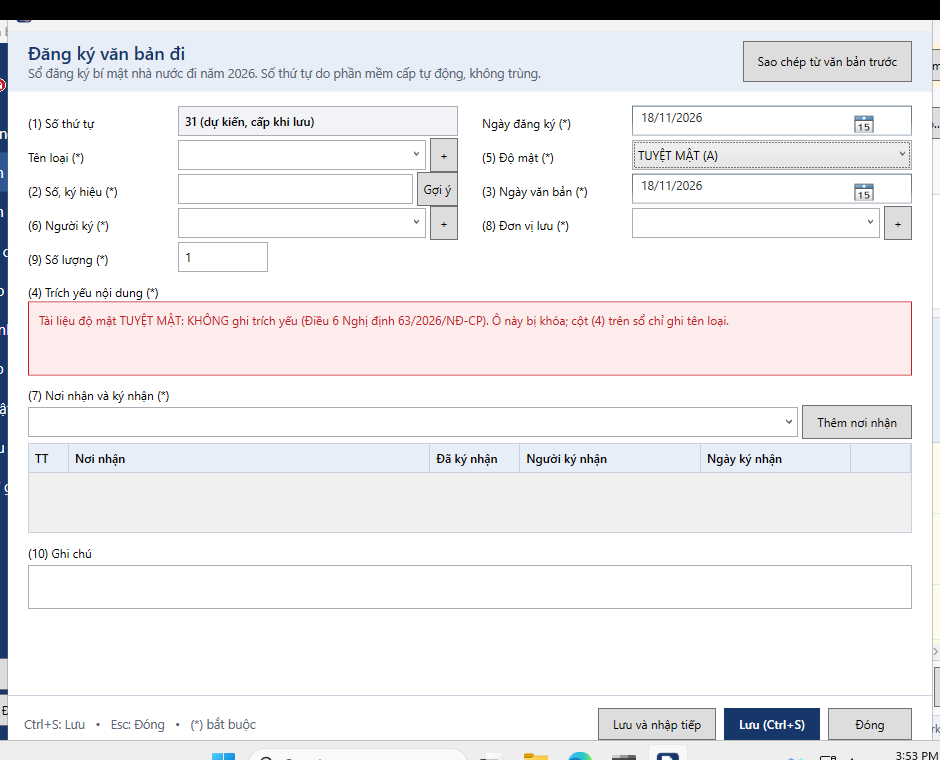 Đăng ký văn bản đi
Sổ đăng ký bí mật nhà nước đi năm 2026. Số thứ tự do phần mềm cấp tự động, không trùng.
Sao chép từ văn bản trước
(1) Số thứ tự
31 (dự kiến, cấp khi lưu)
Ngày đăng ký (*)
18/11/2026
15
Tên loại (*)
+
(5) Độ mật (*)
TUYỆT MẬT (A)
(2) Số, ký hiệu (*)
Gợi ý
(3) Ngày văn bản (*)
18/11/2026
15
(6) Người ký (*)
+
(8) Đơn vị lưu (*)
+
(9) Số lượng (*)
1
(4) Trích yếu nội dung (*)
Tài liệu độ mật TUYỆT MẬT: KHÔNG ghi trích yếu (Điều 6 Nghị định 63/2026/NĐ-CP). Ô này bị khóa; cột (4) trên sổ chỉ ghi tên loại.
(7) Nơi nhận và ký nhận (*)
Thêm nơi nhận
TT
Nơi nhận
Đã ký nhận
Người ký nhận
Ngày ký nhận
(10) Ghi chú
Ctrl+S: Lưu • Esc: Đóng • (*) bắt buộc
Lưu và nhập tiếp
Lưu (Ctrl+S)
Đóng
3:53 PM